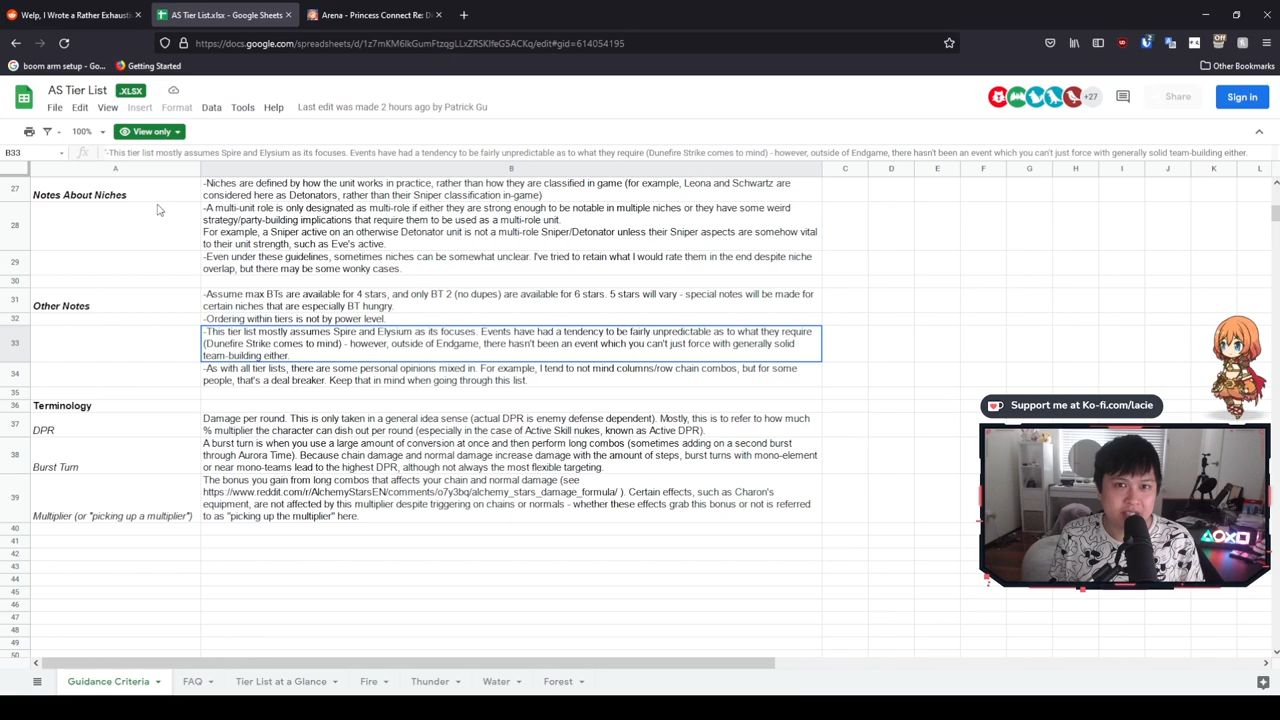 Welp, I Wrote a Rather Exhausti
AS Tier List.xlsx - Google Sheets
Arena - Princess Connect Re: D
https://docs.google.com/spreadsheets/d/1z7mKM6lkGumFtzqgLLxZRSKIfeG5ACKq/edit#gid=614054195
Off
boom arm setup - Go...
Getting Started
Other Bookmarks
AS Tier List
.XLSX
File Edit View Insert Format Data Tools Help
Last edit was made 2 hours ago by Patrick Gu
+27
Share
Sign in
100%
View only
B33
'-This tier list mostly assumes Spire and Elysium as its focuses. Events have had a tendency to be fairly unpredictable as to what they require (Dunefire Strike comes to mind) - however, outside of Endgame, there hasn't been an event which you can't just force with generally solid team-building either.
A B C D E F G H I J K L
27
Notes About Niches
-Niches are defined by how the unit works in practice, rather than how they are classified in game (for example, Leona and Schwartz are
considered here as Detonators, rather than their Sniper classification in-game)
28
-A multi-unit role is only designated as multi-role if either they are strong enough to be notable in multiple niches or they have some weird
strategy/party-building implications that require them to be used as a multi-role unit.
For example, a Sniper active on an otherwise Detonator unit is not a multi-role Sniper/Detonator unless their Sniper aspects are somehow vital
to their unit strength, such as Eve's active.
29
-Even under these guidelines, sometimes niches can be somewhat unclear. I've tried to retain what I would rate them in the end despite niche
overlap, but there may be some wonky cases.
30
31
Other Notes
-Assume max BTs are available for 4 stars, and only BT 2 (no dupes) are available for 6 stars. 5 stars will vary - special notes will be made for
certain niches that are especially BT hungry.
32
-Ordering within tiers is not by power level.
33
-This tier list mostly assumes Spire and Elysium as its focuses. Events have had a tendency to be fairly unpredictable as to what they require
(Dunefire Strike comes to mind) - however, outside of Endgame, there hasn't been an event which you can't just force with generally solid
team-building either.
34
-As with all tier lists, there are some personal opinions mixed in. For example, I tend to not mind columns/row chain combos, but for some
people, that's a deal breaker. Keep that in mind when going through this list.
35
36
Terminology
37
DPR
Damage per round. This is only taken in a general idea sense (actual DPR is enemy defense dependent). Mostly, this is to refer to how much
% multiplier the character can dish out per round (especially in the case of Active Skill nukes, known as Active DPR).
38
Burst Turn
A burst turn is when you use a large amount of conversion at once and then perform long combos (sometimes adding on a second burst
through Aurora Time). Because chain damage and normal damage increase damage with the amount of steps, burst turns with mono-element
or near mono-teams lead to the highest DPR, although not always the most flexible targeting.
39
Multiplier (or "picking up a multiplier")
The bonus you gain from long combos that affects your chain and normal damage (see
https://www.reddit.com/r/AlchemyStarsEN/comments/o7y3bq/alchemy_stars_damage_formula/ ). Certain effects, such as Charon's
equipment, are not affected by this multiplier despite triggering on chains or normals - whether these effects grab this bonus or not is referred
to as "picking up the multiplier" here.
40
41
42
43
44
45
46
47
48
49
50
Support me at Ko-fi.com/lacie
Guidance Criteria
FAQ
Tier List at a Glance
Fire
Thunder
Water
Forest